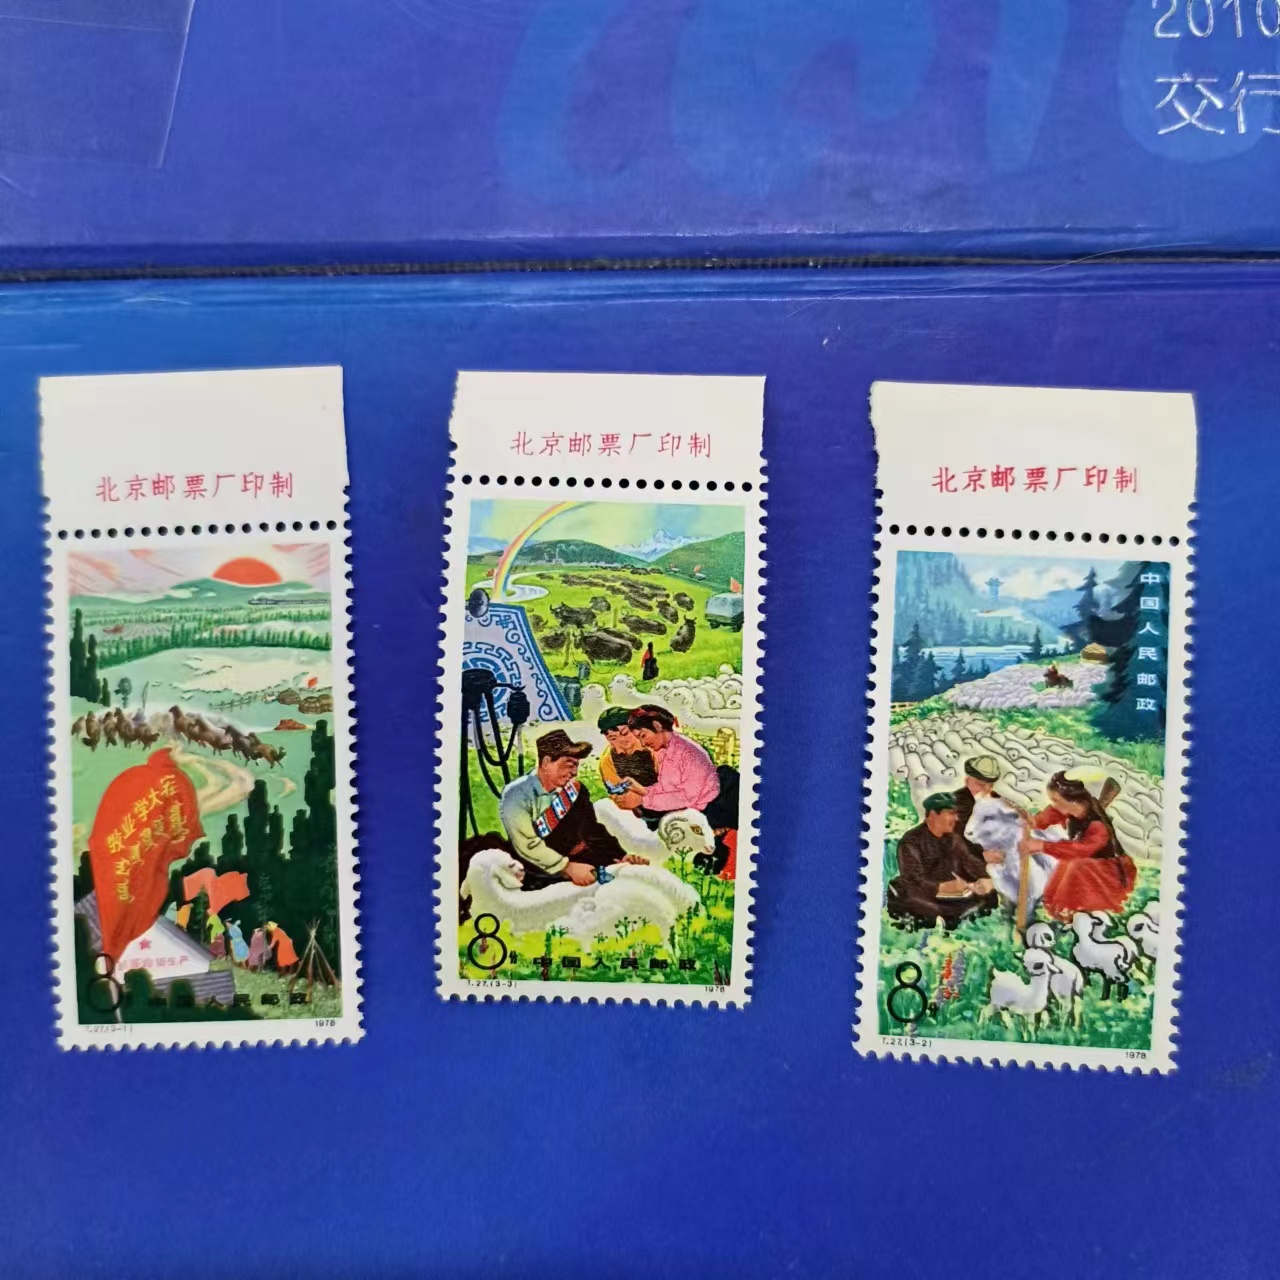 2010
交行
北京邮票厂印制
北京邮票厂印制
北京邮票厂印制
牧业学大寨
8分 中国人民邮政
T.27.(3-1)
1978
8分 中国人民邮政
T.27.(3-3)
1978
中国人民邮政
8分
T.27.(3-2)
1978